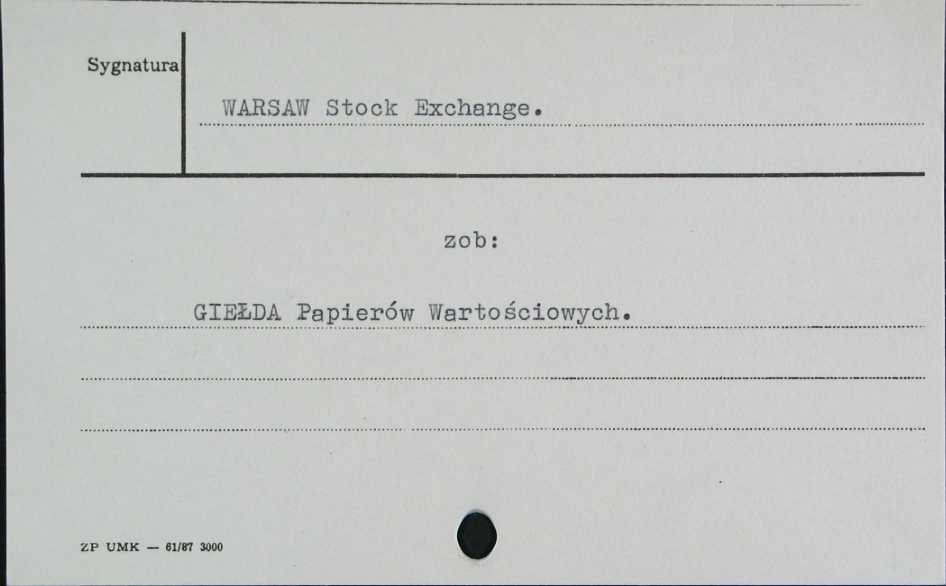 Sygnatura
WARSAW Stock Exchange.
zob:
GIEŁDA Papierów Wartościowych.
ZP UMK — 61/87 3000